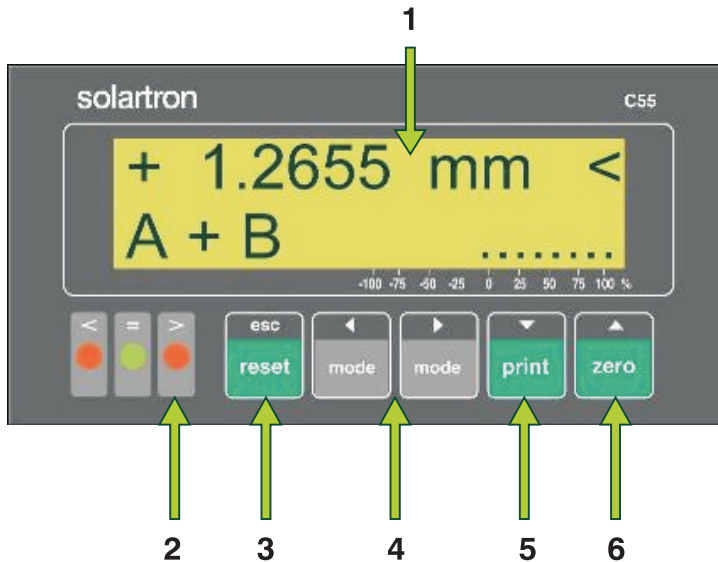 1
solartron C55
+ 1.2655 mm <
A + B ........
-100 -75 -50 -25 0 25 50 75 100 %
< = > esc
reset mode mode print zero
2 3 4 5 6